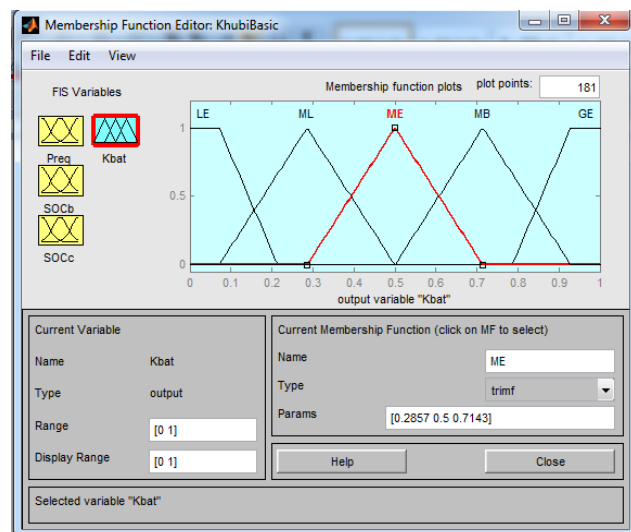 Membership Function Editor: KhubiBasic
File Edit View
FIS Variables
Membership function plots plot points: 181
Preq Kbat
SOCb
SOCc
LE ML ME MB GE
1
0.5
0
0 0.1 0.2 0.3 0.4 0.5 0.6 0.7 0.8 0.9 1
output variable "Kbat"
Current Variable
Name Kbat
Type output
Range [0 1]
Display Range [0 1]
Current Membership Function (click on MF to select)
Name ME
Type trimf
Params [0.2857 0.5 0.7143]
Help Close
Selected variable "Kbat"